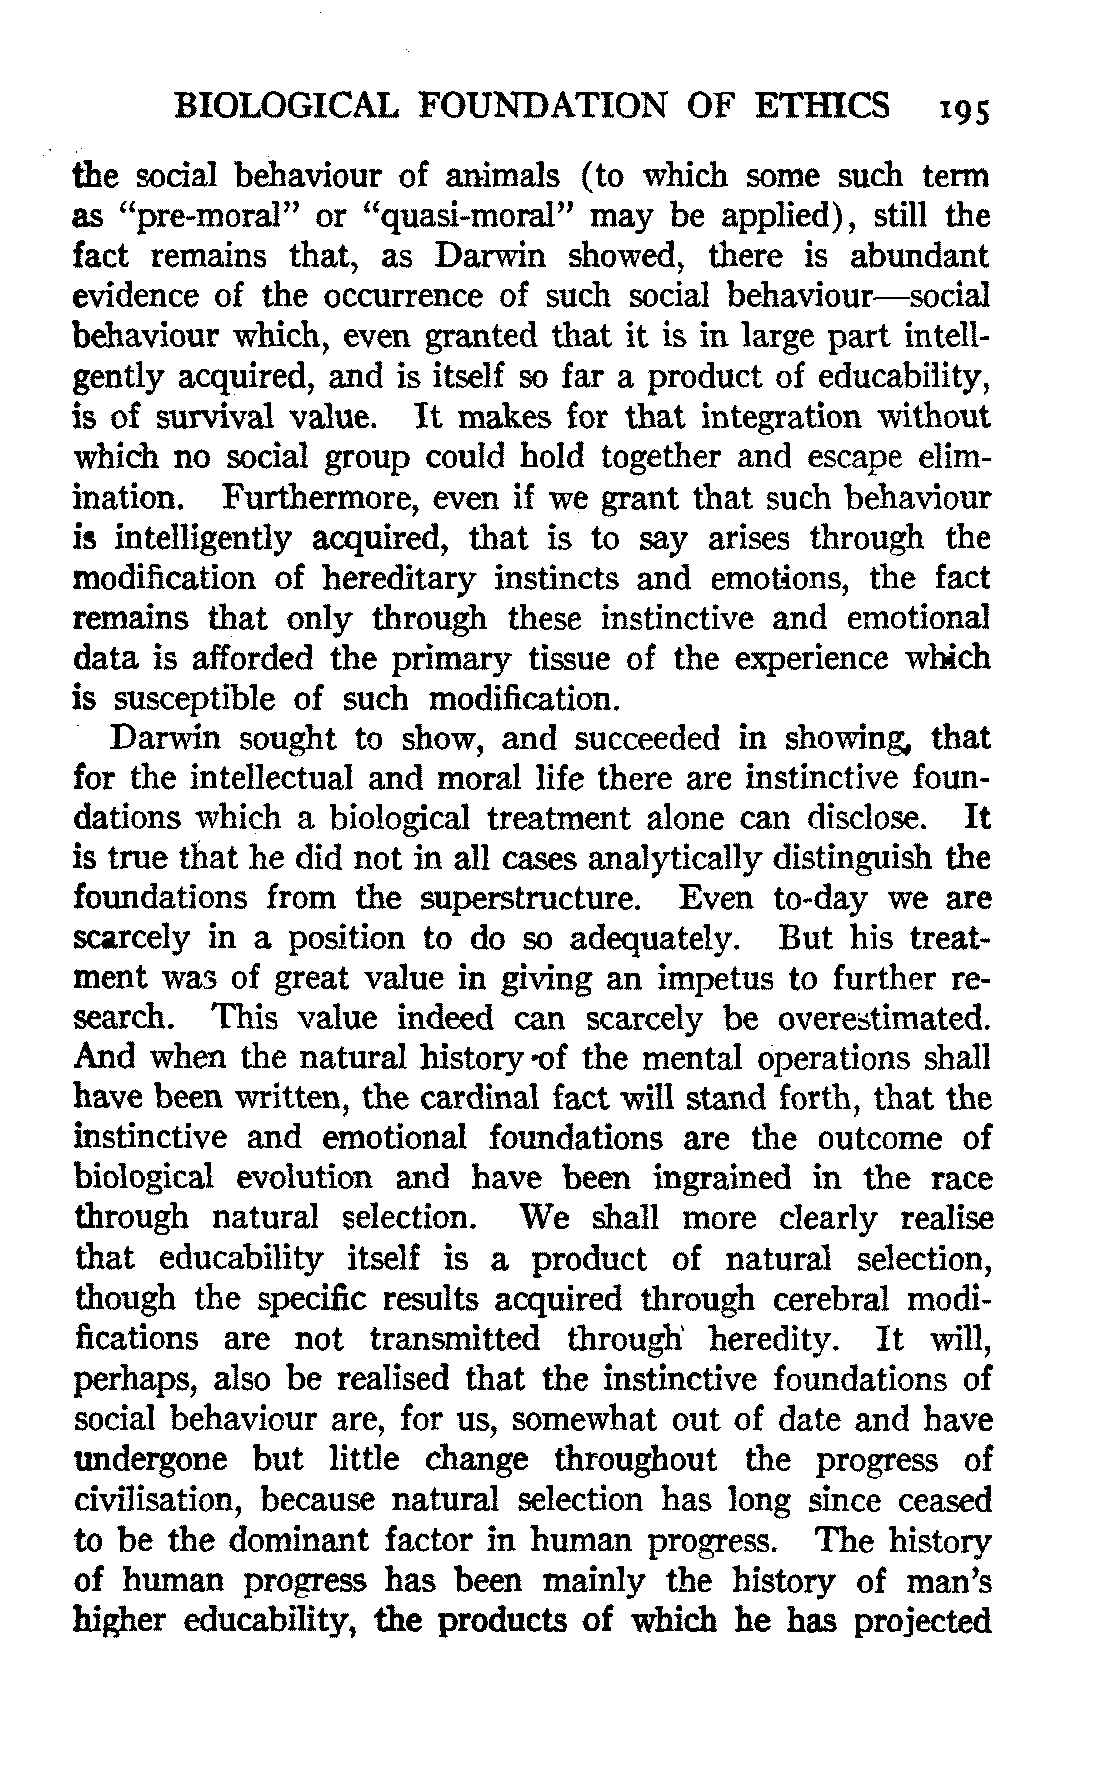 BIOLOGICAL FOUNDATION OF ETHICS 195
the social behaviour of animals (to which some such term
as “pre-moral” or “quasi-moral” may be applied), still the
fact remains that, as Darwin showed, there is abundant
evidence of the occurrence of such social behaviour—social
behaviour which, even granted that it is in large part intell-
gently acquired, and is itself so far a product of educability,
is of survival value. It makes for that integration without
which no social group could hold together and escape elim-
ination. Furthermore, even if we grant that such behaviour
is intelligently acquired, that is to say arises through the
modification of hereditary instincts and emotions, the fact
remains that only through these instinctive and emotional
data is afforded the primary tissue of the experience which
is susceptible of such modification.
Darwin sought to show, and succeeded in showing, that
for the intellectual and moral life there are instinctive foun-
dations which a biological treatment alone can disclose. It
is true that he did not in all cases analytically distinguish the
foundations from the superstructure. Even to-day we are
scarcely in a position to do so adequately. But his treat-
ment was of great value in giving an impetus to further re-
search. This value indeed can scarcely be overestimated.
And when the natural history of the mental operations shall
have been written, the cardinal fact will stand forth, that the
instinctive and emotional foundations are the outcome of
biological evolution and have been ingrained in the race
through natural selection. We shall more clearly realise
that educability itself is a product of natural selection,
though the specific results acquired through cerebral modi-
fications are not transmitted through heredity. It will,
perhaps, also be realised that the instinctive foundations of
social behaviour are, for us, somewhat out of date and have
undergone but little change throughout the progress of
civilisation, because natural selection has long since ceased
to be the dominant factor in human progress. The history
of human progress has been mainly the history of man's
higher educability, the products of which he has projected